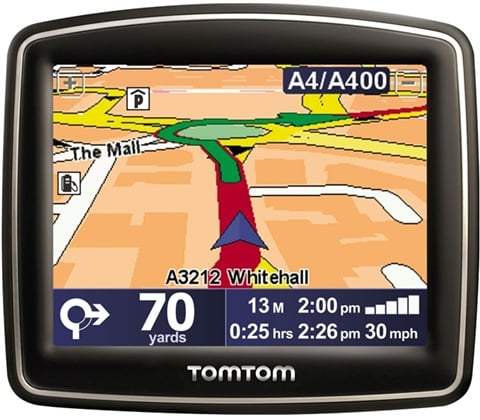 + A4/A400 -
P
The Mall
A3212 Whitehall
70
yards
13 M 2:00 pm
0:25 hrs 2:26 pm 30 mph
TOMTOM